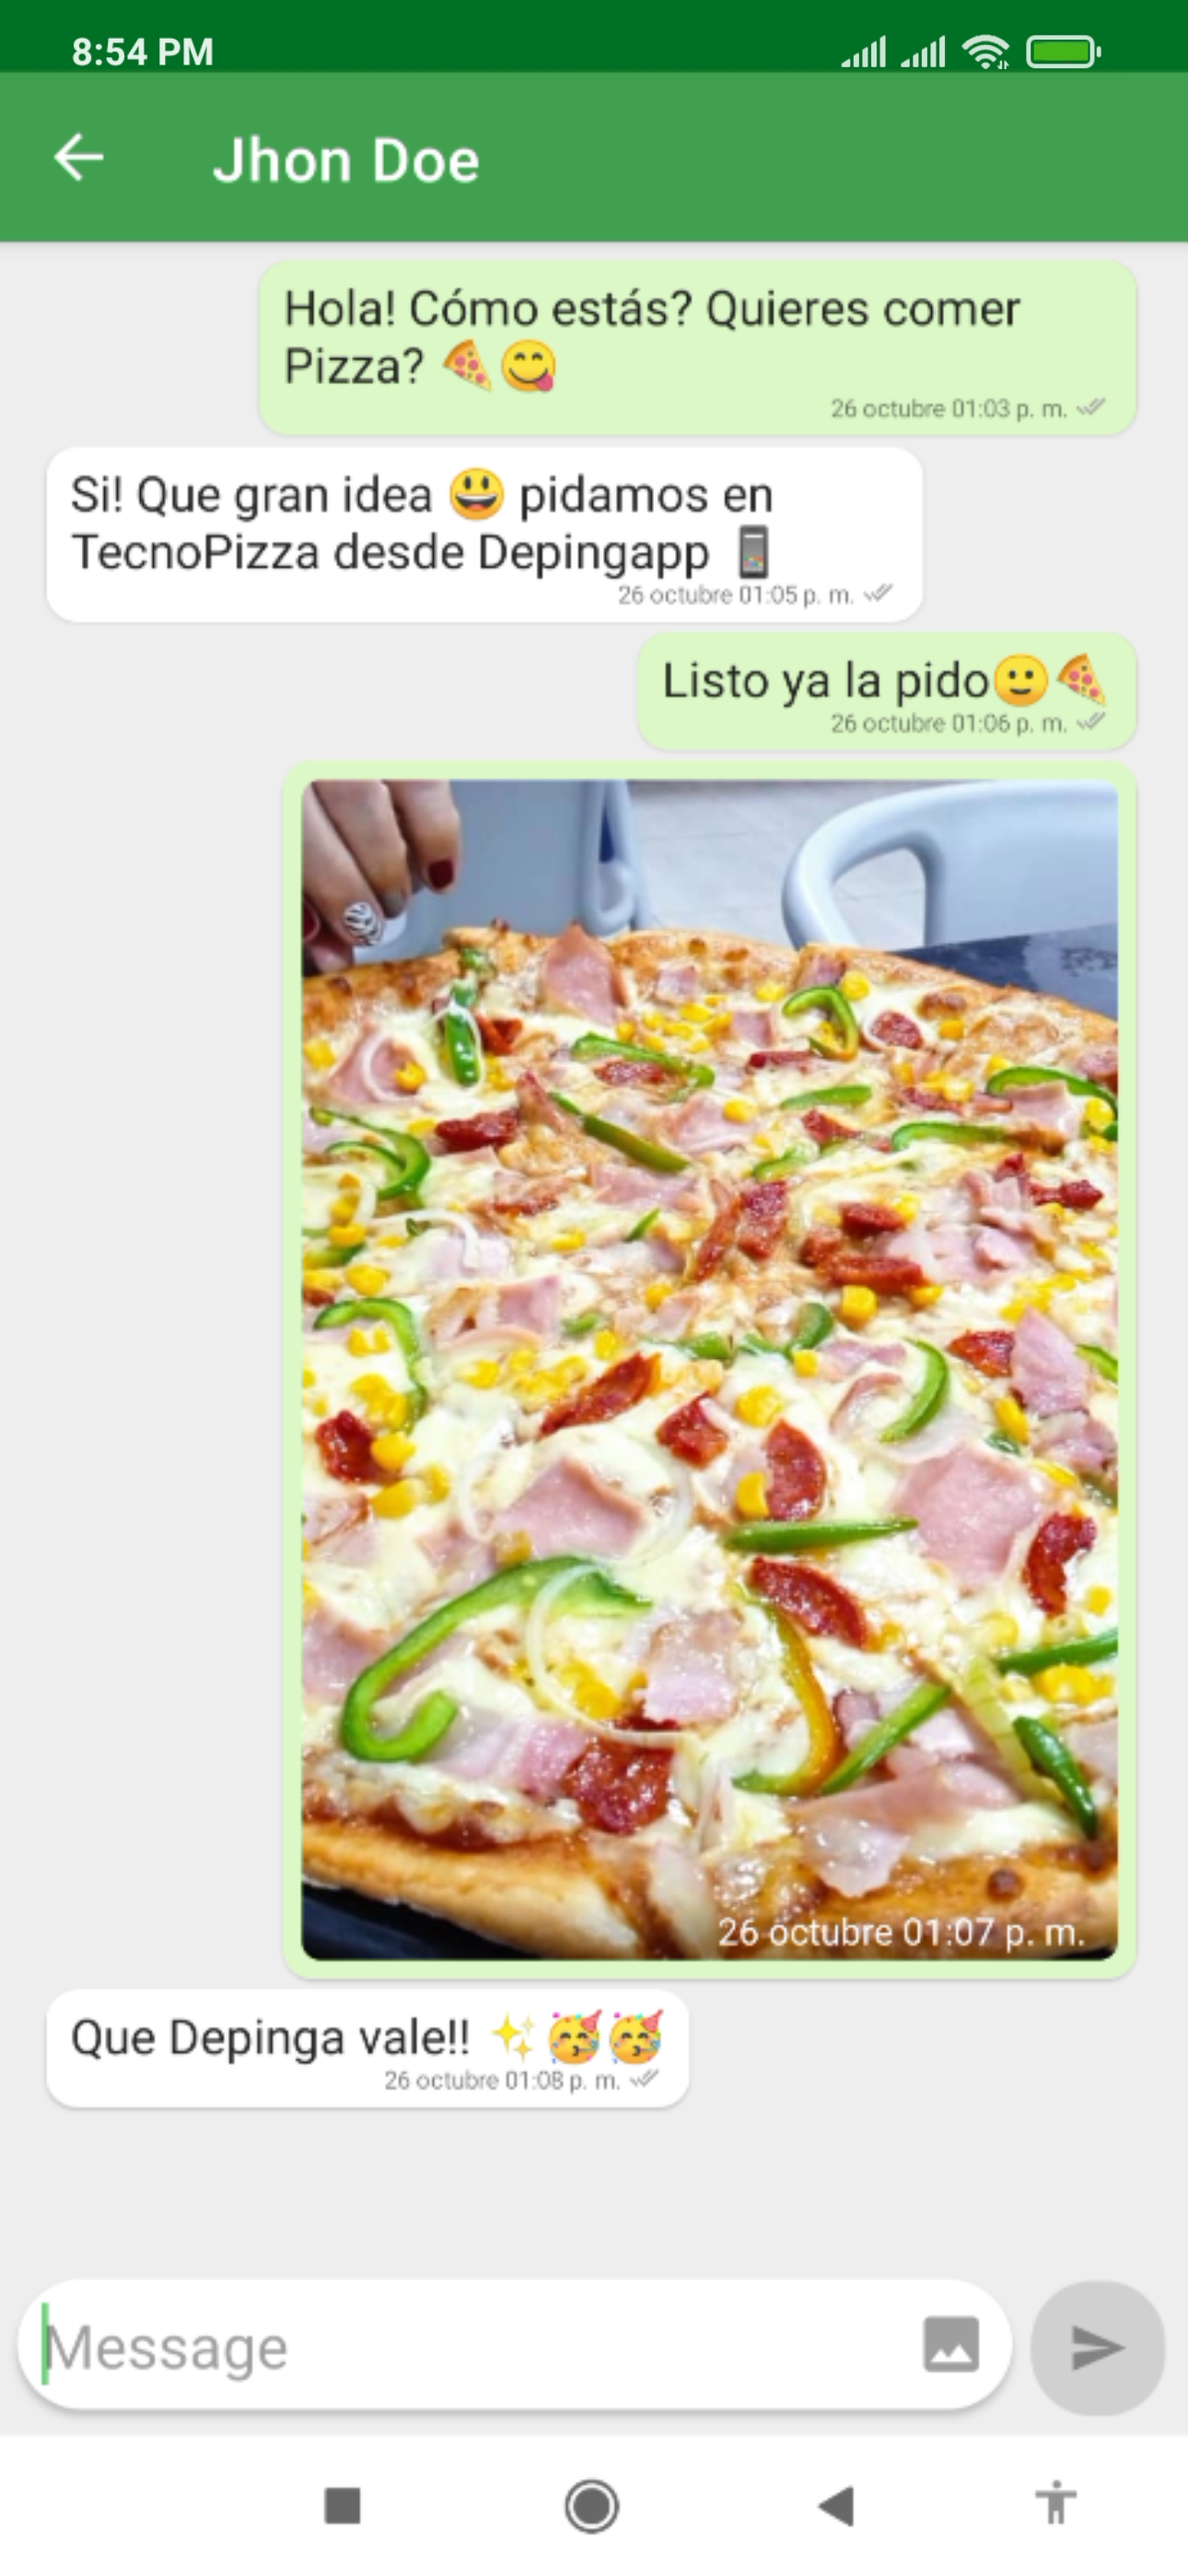 8:54 PM
Jhon Doe
Hola! Cómo estás? Quieres comer
Pizza? 🍕😋
26 octubre 01:03 p. m.
Si! Que gran idea 😃 pidamos en
TecnoPizza desde Depingapp 📱
26 octubre 01:05 p. m.
Listo ya la pido🙂🍕
26 octubre 01:06 p. m.
26 octubre 01:07 p. m.
Que Depinga vale!! ✨🥳🥳
26 octubre 01:08 p. m.
Message